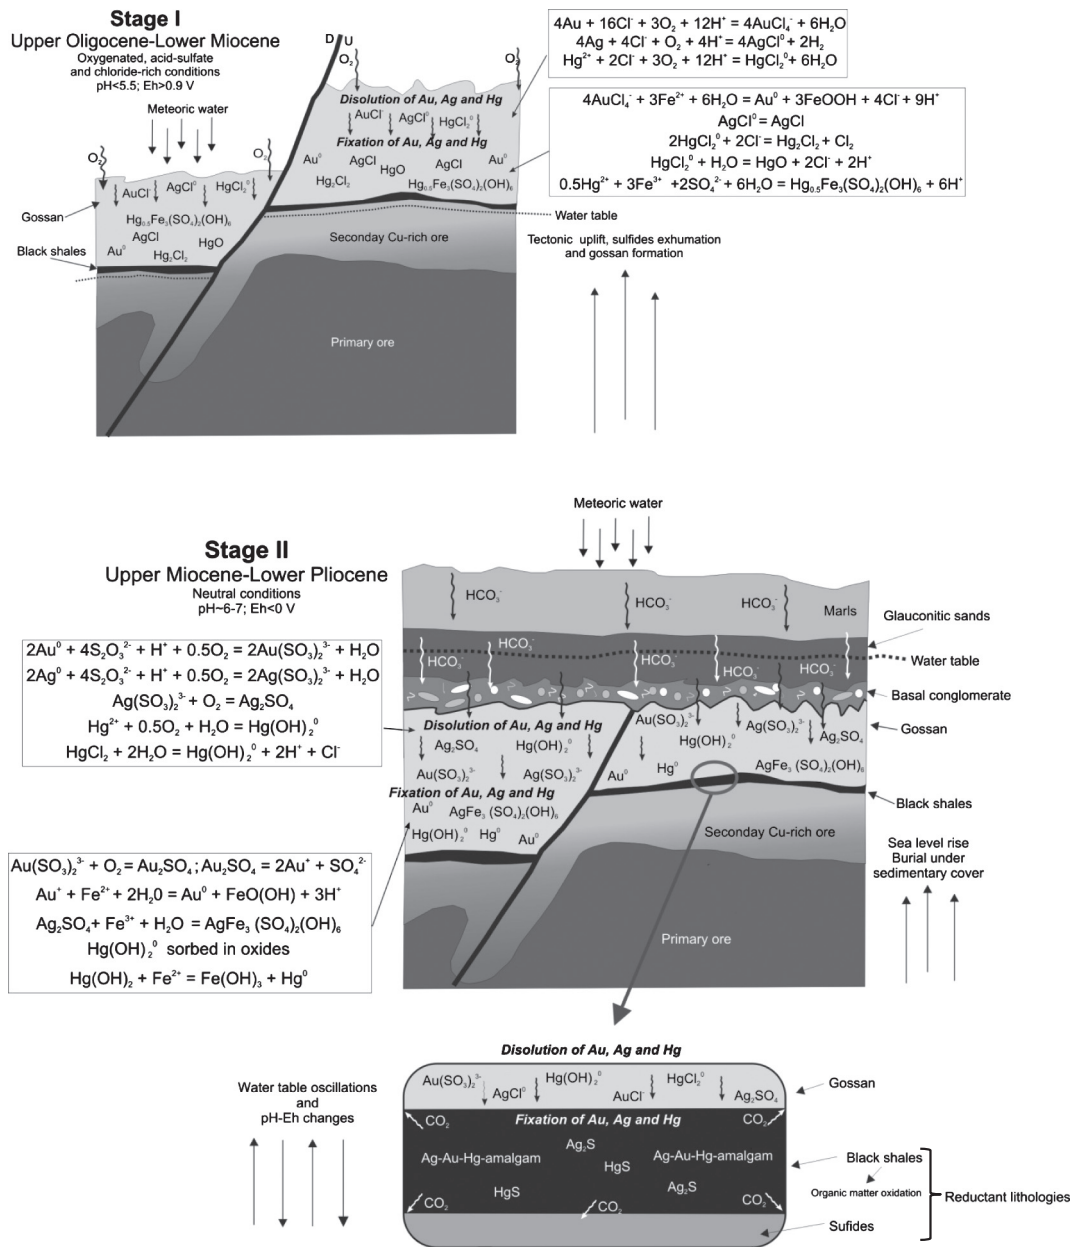 Stage I
Upper Oligocene-Lower Miocene
Oxygenated, acid-sulfate
and chloride-rich conditions
pH<5.5; Eh>0.9 V
Meteoric water
D U
O₂
O₂
O₂
O₂
4Au + 16Cl⁻ + 3O₂ + 12H⁺ = 4AuCl₄⁻ + 6H₂O
4Ag + 4Cl⁻ + O₂ + 4H⁺ = 4AgCl⁰ + 2H₂
Hg²⁺ + 2Cl⁻ + 3O₂ + 12H⁺ = HgCl₂⁰ + 6H₂O
4AuCl₄⁻ + 3Fe²⁺ + 6H₂O = Au⁰ + 3FeOOH + 4Cl⁻ + 9H⁺
AgCl⁰ = AgCl
2HgCl₂⁰ + 2Cl⁻ = Hg₂Cl₂ + Cl₂
HgCl₂⁰ + H₂O = HgO + 2Cl⁻ + 2H⁺
0.5Hg²⁺ + 3Fe³⁺ +2SO₄²⁻ + 6H₂O = Hg₀.₅Fe₃(SO₄)₂(OH)₆ + 6H⁺
Disolution of Au, Ag and Hg
AuCl⁻ AgCl⁰ HgCl₂⁰
Fixation of Au, Ag and Hg
Au⁰ AgCl HgO AgCl Au⁰
Hg₂Cl₂ Hg₀.₅Fe₃(SO₄)₂(OH)₆
AuCl⁻ AgCl⁰ HgCl₂⁰
Gossan
Hg₀.₅Fe₃(SO₄)₂(OH)₆
AgCl HgO
Au⁰ Hg₂Cl₂
Black shales
Water table
Seconday Cu-rich ore
Tectonic uplift, sulfides exhumation
and gossan formation
Primary ore
Meteoric water
Stage II
Upper Miocene-Lower Pliocene
Neutral conditions
pH~6-7; Eh<0 V
HCO₃⁻ HCO₃⁻ HCO₃⁻ Marls
Glauconitic sands
HCO₃⁻
HCO₃⁻ HCO₃⁻ HCO₃⁻ HCO₃⁻
Water table
Basal conglomerate
Gossan
2Au⁰ + 4S₂O₃²⁻ + H⁺ + 0.5O₂ = 2Au(SO₃)₂³⁻ + H₂O
2Ag⁰ + 4S₂O₃²⁻ + H⁺ + 0.5O₂ = 2Ag(SO₃)₂³⁻ + H₂O
Ag(SO₃)₂³⁻ + O₂ = Ag₂SO₄
Hg²⁺ + 0.5O₂ + H₂O = Hg(OH)₂⁰
HgCl₂ + 2H₂O = Hg(OH)₂⁰ + 2H⁺ + Cl⁻
Disolution of Au, Ag and Hg
Ag₂SO₄ Hg(OH)₂⁰
Au(SO₃)₂³⁻ Ag(SO₃)₂³⁻
Fixation of Au, Ag and Hg
Au⁰ AgFe₃ (SO₄)₂(OH)₆
Hg(OH)₂⁰ Hg⁰ Au⁰
Au(SO₃)₂³⁻ Ag(SO₃)₂³⁻
Hg(OH)₂⁰ Ag₂SO₄
Au⁰ Hg⁰ AgFe₃ (SO₄)₂(OH)₆
Black shales
Seconday Cu-rich ore
Sea level rise
Burial under
sedimentary cover
Au(SO₃)₂³⁻ + O₂ = Au₂SO₄; Au₂SO₄ = 2Au⁺ + SO₄²⁻
Au⁺ + Fe²⁺ + 2H₂0 = Au⁰ + FeO(OH) + 3H⁺
Ag₂SO₄+ Fe³⁺ + H₂O = AgFe₃ (SO₄)₂(OH)₆
Hg(OH)₂⁰ sorbed in oxides
Hg(OH)₂ + Fe²⁺ = Fe(OH)₃ + Hg⁰
Primary ore
Disolution of Au, Ag and Hg
Water table oscillations
and
pH-Eh changes
Au(SO₃)₂³⁻ AgCl⁰ Hg(OH)₂⁰ AuCl⁻ HgCl₂⁰ Ag₂SO₄
Gossan
CO₂ Fixation of Au, Ag and Hg CO₂
Ag₂S
Ag-Au-Hg-amalgam HgS Ag-Au-Hg-amalgam
HgS Ag₂S
CO₂ CO₂ CO₂
Black shales
Organic matter oxidation
Reductant lithologies
Sufides